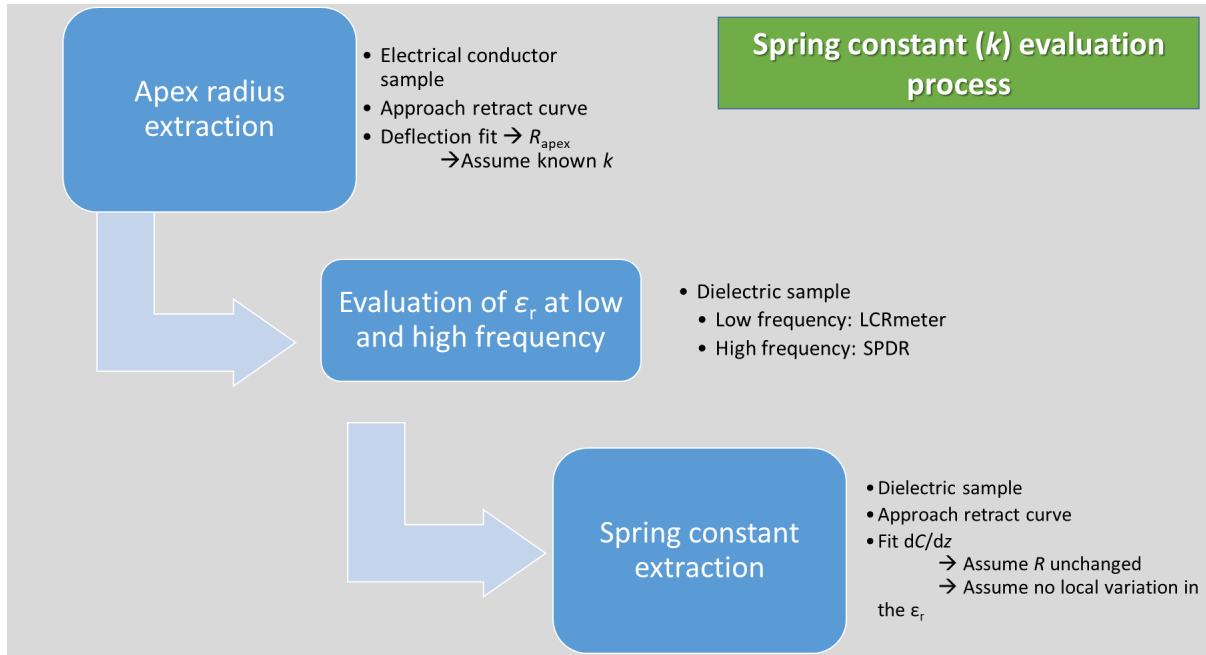 Spring constant (k) evaluation
process
Apex radius
extraction
• Electrical conductor
sample
• Approach retract curve
• Deflection fit → Rapex
→Assume known k
Evaluation of εr at low
and high frequency
• Dielectric sample
• Low frequency: LCRmeter
• High frequency: SPDR
Spring constant
extraction
•Dielectric sample
•Approach retract curve
•Fit dC/dz
→ Assume R unchanged
→ Assume no local variation in
the εr